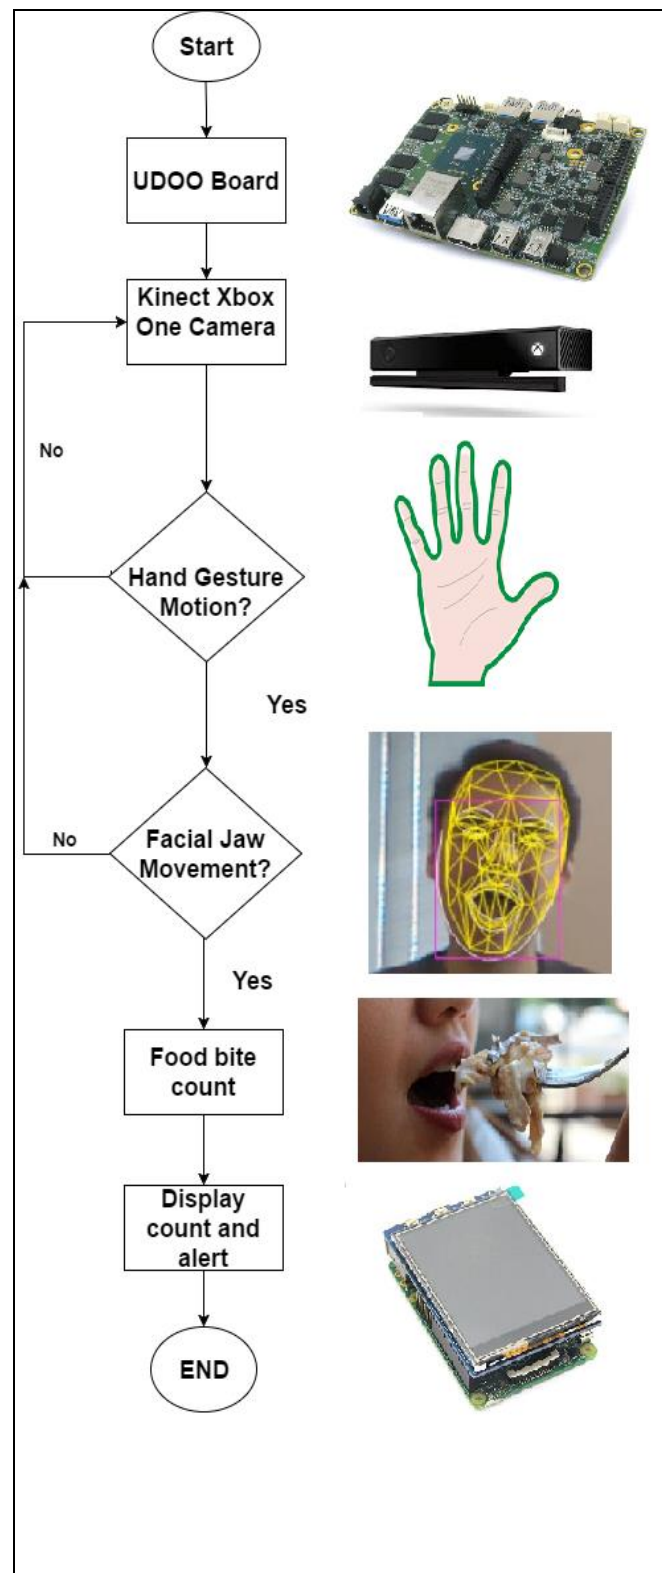 Start
UDOO Board
Kinect Xbox
One Camera
No
Hand Gesture
Motion?
Yes
Facial Jaw
Movement?
No
Yes
Food bite
count
Display
count and
alert
END